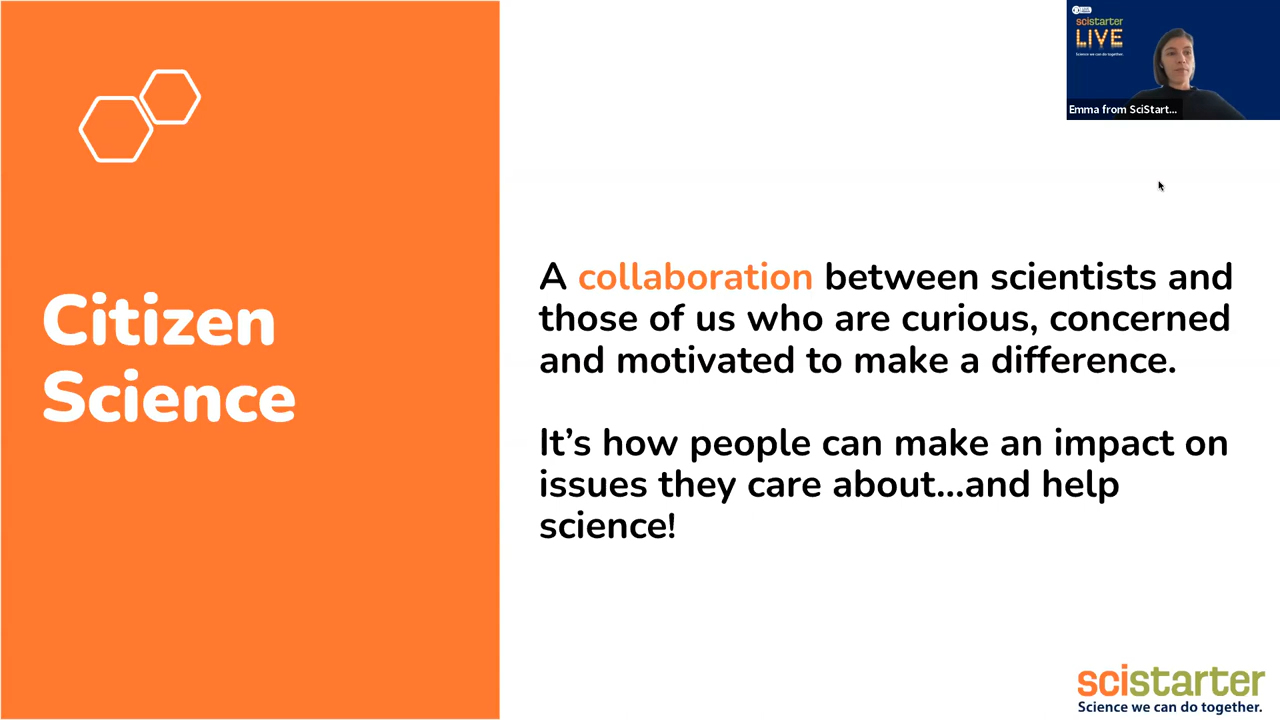 scistarter
LIVE
Science we can do together.
Emma from SciStart...
Citizen
Science
A collaboration between scientists and
those of us who are curious, concerned
and motivated to make a difference.
It’s how people can make an impact on
issues they care about...and help
science!
scistarter
Science we can do together.